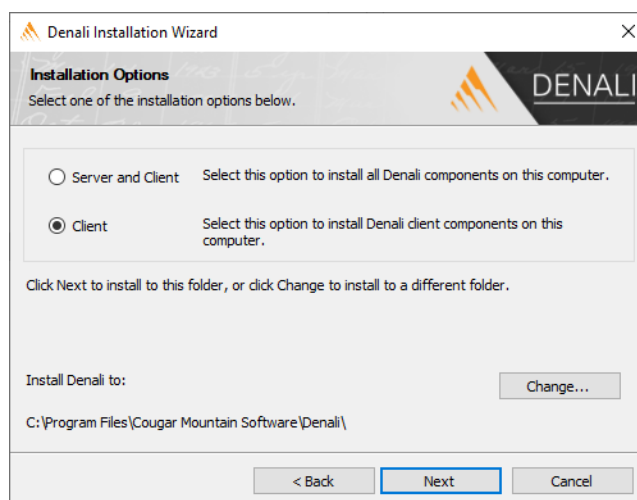 Denali Installation Wizard
Installation Options
Select one of the installation options below.
DENALI
Server and Client
Select this option to install all Denali components on this computer.
Client
Select this option to install Denali client components on this
computer.
Click Next to install to this folder, or click Change to install to a different folder.
Install Denali to:
Change...
C:\Program Files\Cougar Mountain Software\Denali\
< Back
Next
Cancel